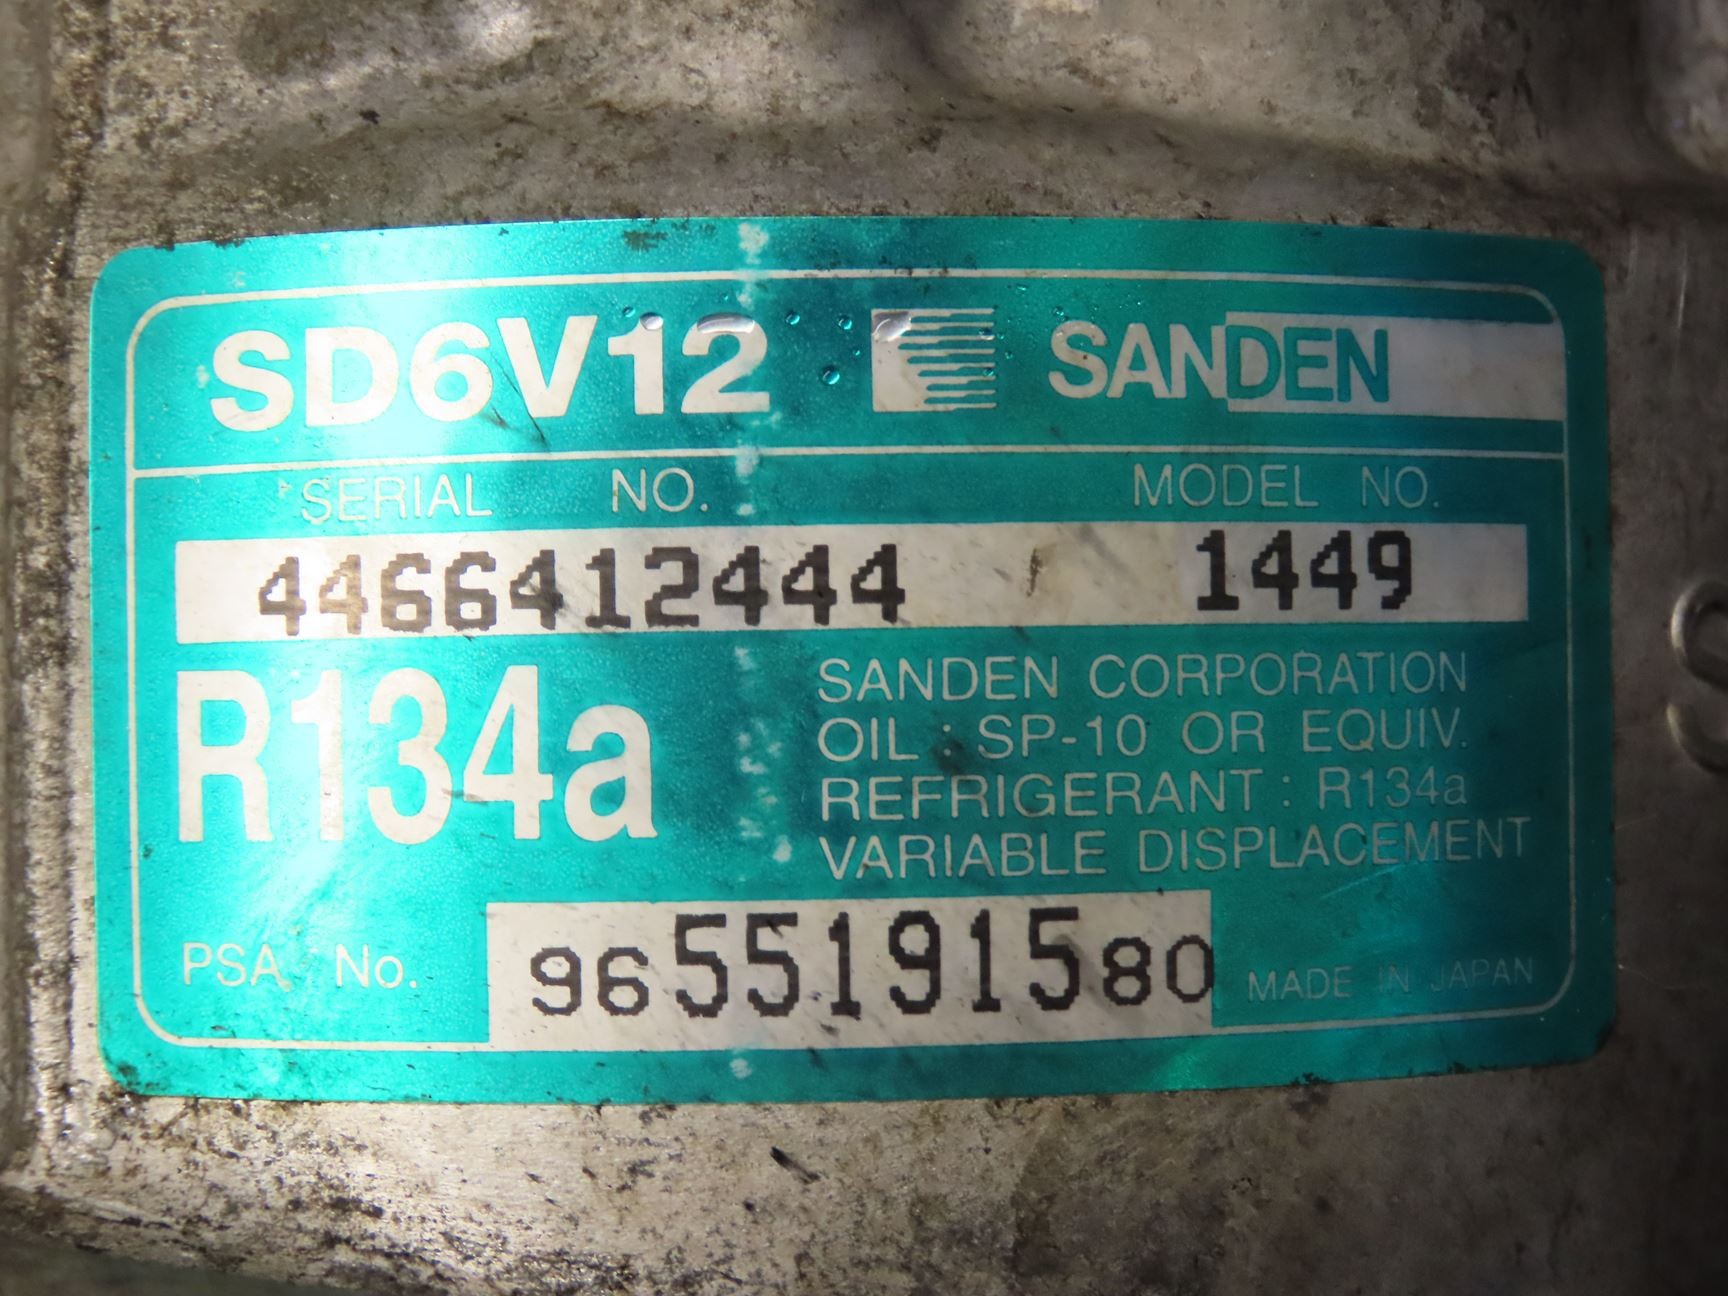 SD6V12 SANDEN
SERIAL NO. MODEL NO.
4466412444 1449
R134a
SANDEN CORPORATION
OIL : SP-10 OR EQUIV.
REFRIGERANT : R134a
VARIABLE DISPLACEMENT
PSA No. 9655191580 MADE IN JAPAN